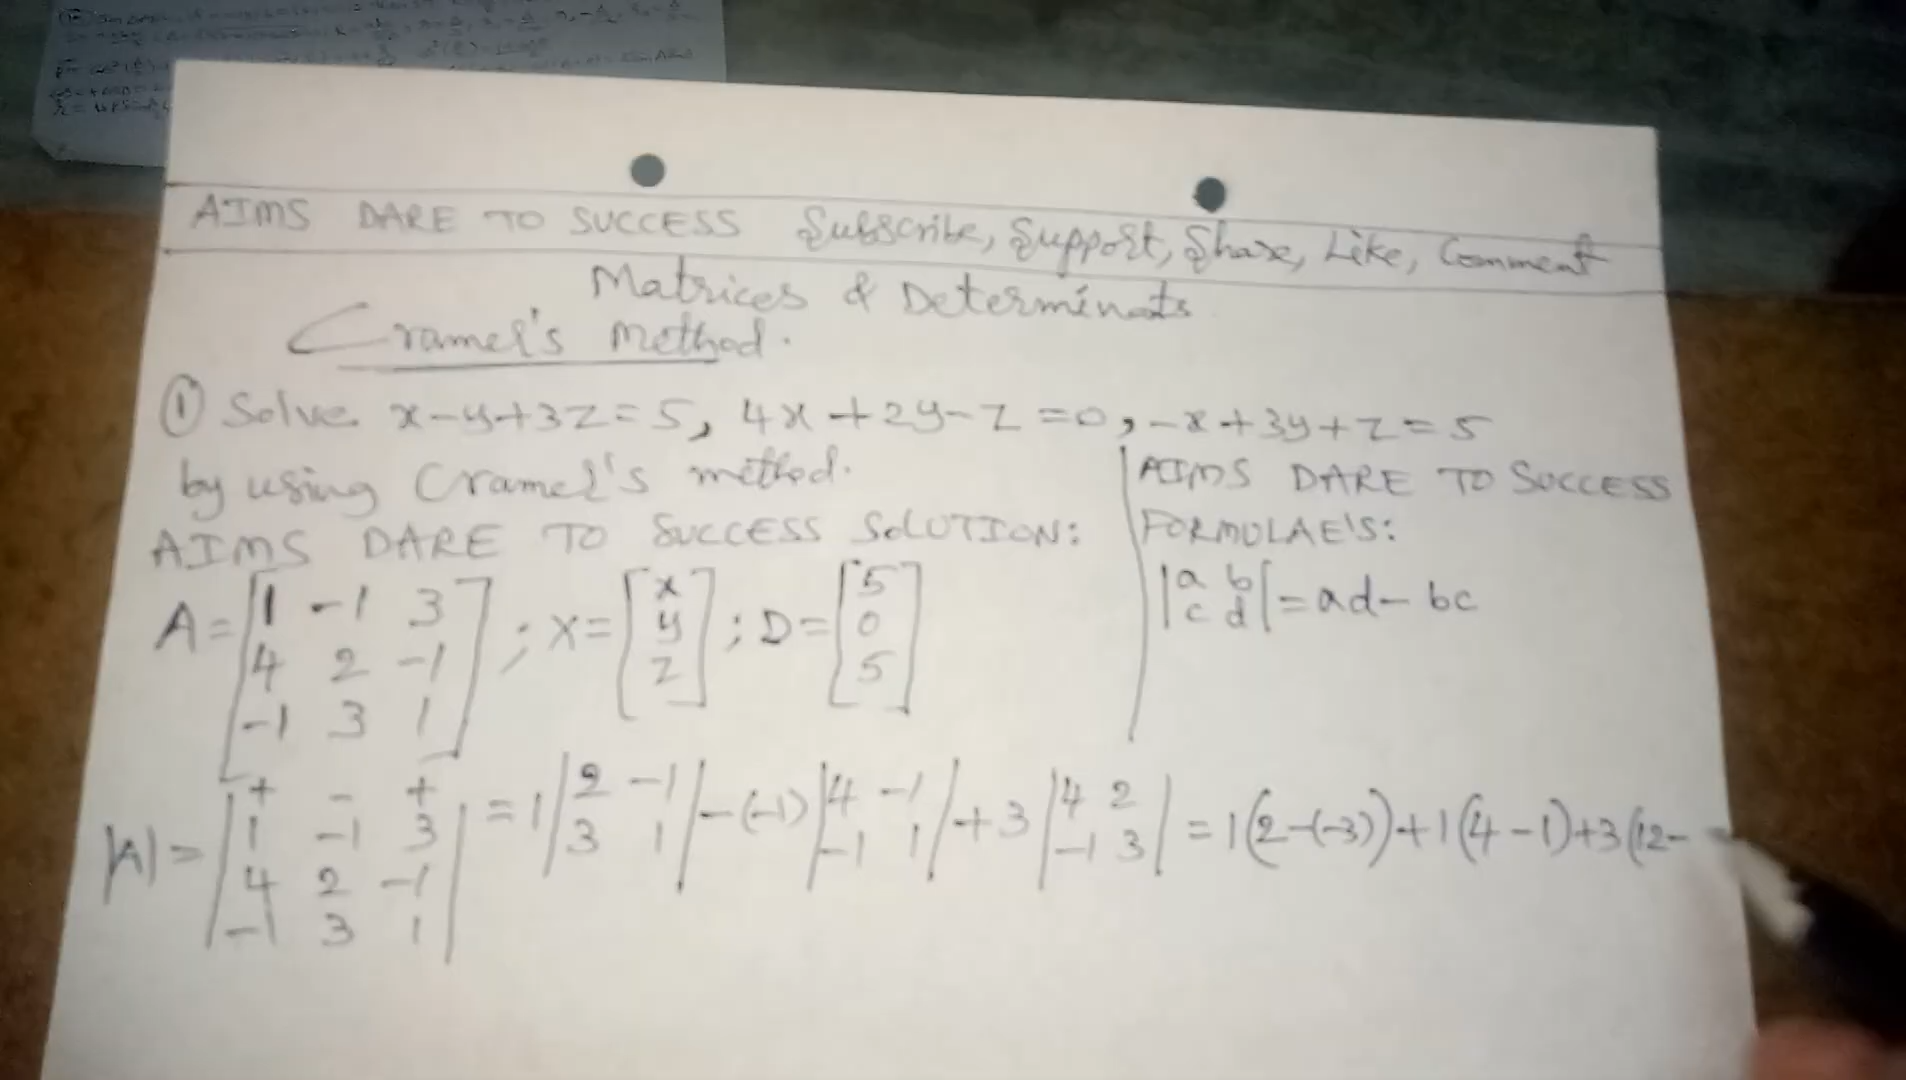 AIMS DARE TO SUCCESS Subscribe, Support, Share, Like, Comment
Matrices & Determinats
Cramer's Method.
① Solve x-y+3z=5, 4x+2y-z=0, -x+3y+z=5
by using Cramer's method.
AIMS DARE TO SUCCESS SOLUTION:
AIMS DARE TO SUCCESS
FORMULAE'S:
|a b|
|c d| = ad - bc
A = [1 -1 3; 4 2 -1; -1 3 1]; X = [x; y; z]; D = [5; 0; 5]
+ - +
|A| = |1 -1 3; 4 2 -1; -1 3 1| = 1|2 -1; 3 1| -(-1)|4 -1; -1 1| +3|4 2; -1 3| = 1(2-(-3))+1(4-1)+3(12-